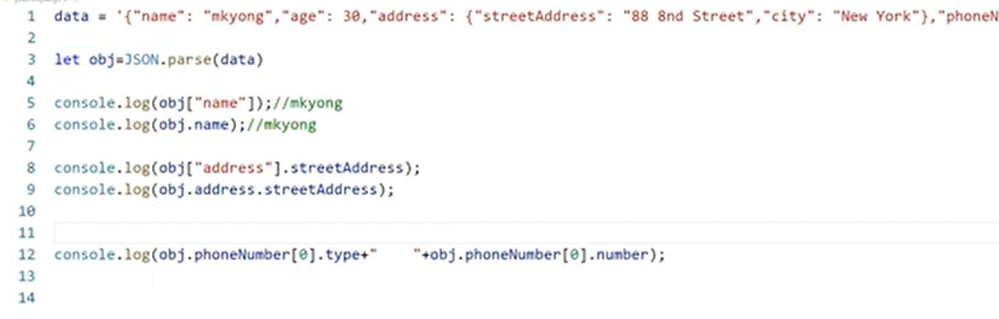 1 data = '{"name": "mkyong","age": 30,"address": {"streetAddress": "88 8nd Street","city": "New York"},"phoneN
2
3 let obj=JSON.parse(data)
4
5 console.log(obj["name"]);//mkyong
6 console.log(obj.name);//mkyong
7
8 console.log(obj["address"].streetAddress);
9 console.log(obj.address.streetAddress);
10
11
12 console.log(obj.phoneNumber[0].type+"    "+obj.phoneNumber[0].number);
13
14